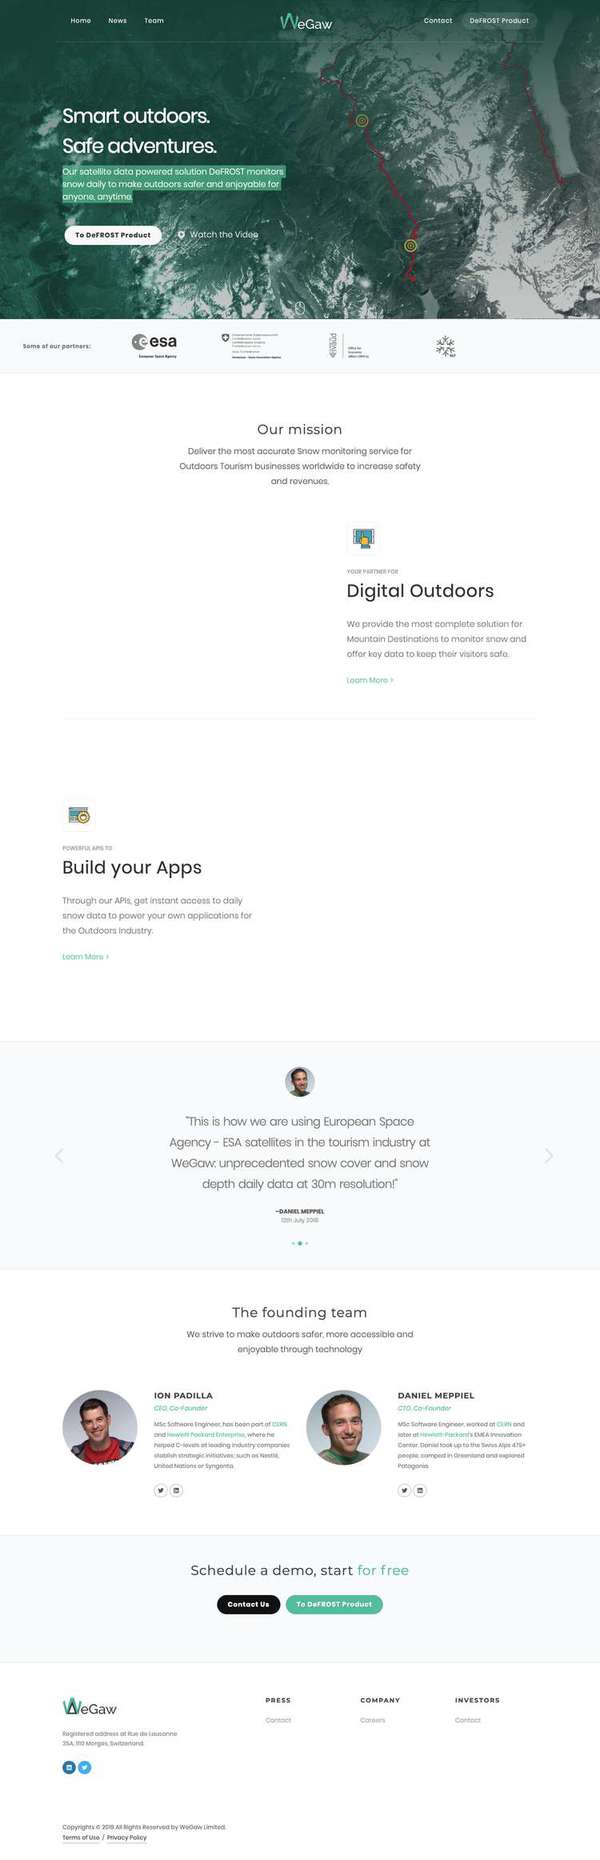 Home News Team WeGaw Contact DeFROST Product
Smart outdoors.
Safe adventures.
Our satellite data powered solution DeFROST monitors
snow daily to make outdoors safer and enjoyable for
anyone, anytime.
To DeFROST Product Watch the Video
Some of our partners:
esa
European Space Agency
Our mission
Deliver the most accurate Snow monitoring service for
Outdoors Tourism businesses worldwide to increase safety
and revenues.
YOUR PARTNER FOR
Digital Outdoors
We provide the most complete solution for
Mountain Destinations to monitor snow and
offer key data to keep their visitors safe.
Learn More >
POWERFUL APIS TO
Build your Apps
Through our APIs, get instant access to daily
snow data to power your own applications for
the Outdoors Industry.
Learn More >
"This is how we are using European Space
Agency - ESA satellites in the tourism industry at
WeGaw: unprecedented snow cover and snow
depth daily data at 30m resolution!"
-DANIEL MEPPIEL
12th July 2018
The founding team
We strive to make outdoors safer, more accessible and
enjoyable through technology
ION PADILLA
CEO, Co-Founder
MSc Software Engineer, has been part of CERN
and Hewlett Packard Enterprise, where he
helped C-levels at leading industry companies
stablish strategic initiatives; such as Nestlé,
United Nations or Syngenta.
DANIEL MEPPIEL
CTO, Co-Founder
MSc Software Engineer, worked at CERN and
later at Hewlett-Packard's EMEA Innovation
Center. Daniel took up to the Swiss Alps 475+
people, camped in Greenland and explored
Patagonia.
Schedule a demo, start for free
Contact Us To DeFROST Product
WeGaw
Registered address at Rue de Lausanne
35A, 1110 Morges, Switzerland.
PRESS
Contact
COMPANY
Careers
INVESTORS
Contact
Copyrights © 2018 All Rights Reserved by WeGaw Limited.
Terms of Use / Privacy Policy